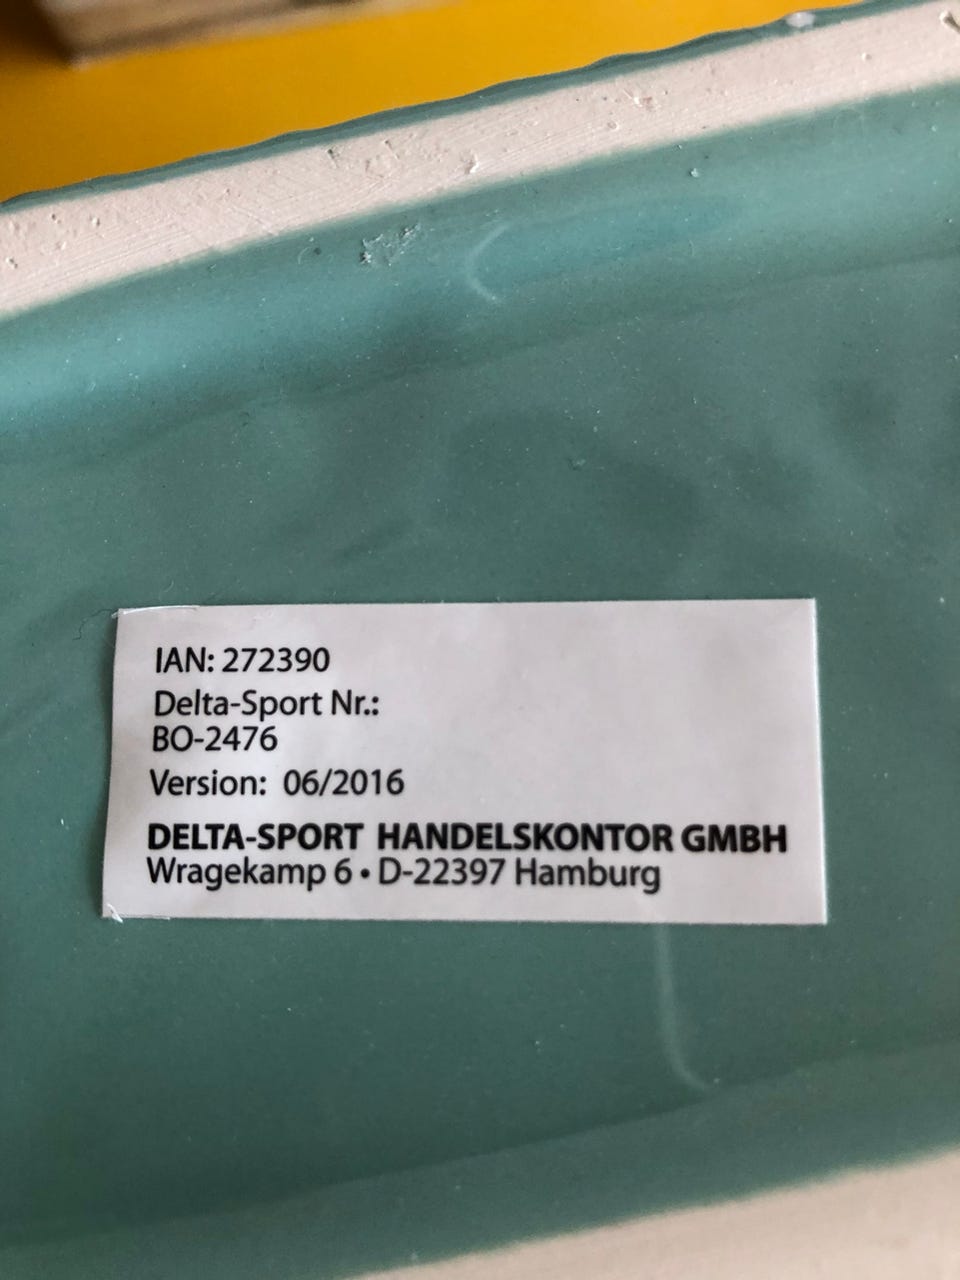 IAN: 272390
Delta-Sport Nr.:
BO-2476
Version: 06/2016
DELTA-SPORT HANDELSKONTOR GMBH
Wragekamp 6 • D-22397 Hamburg